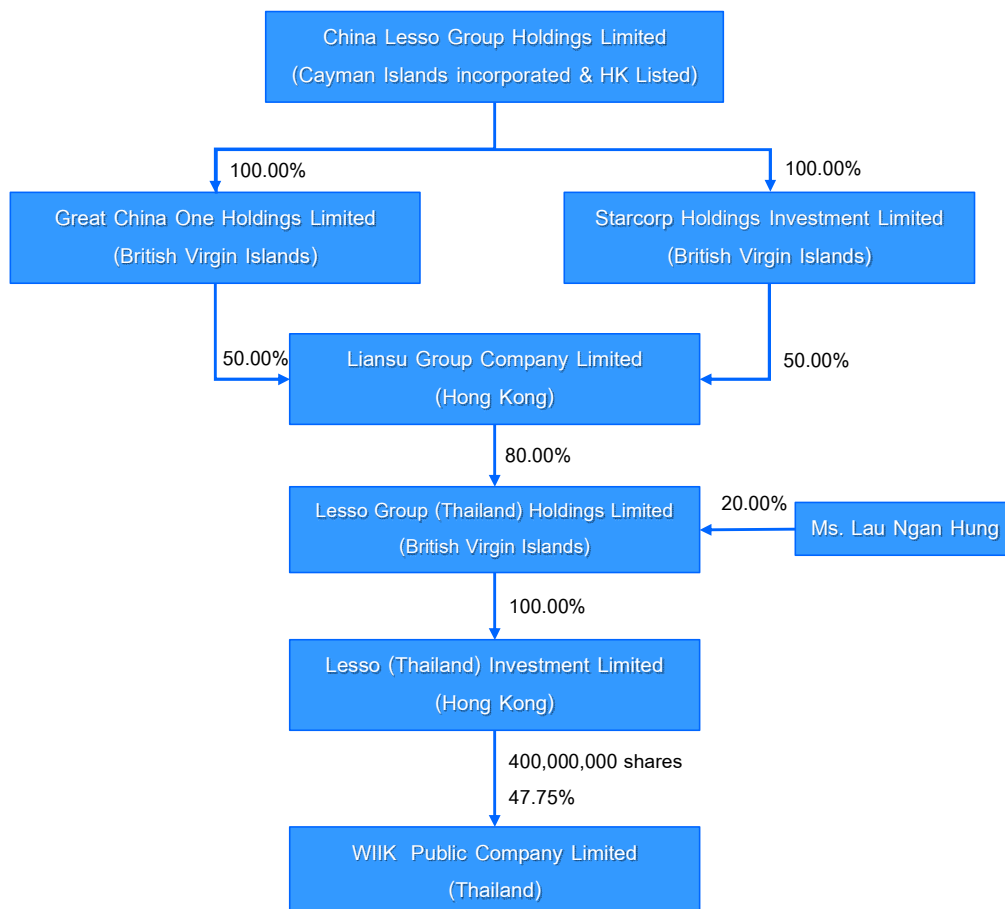 China Lesso Group Holdings Limited
(Cayman Islands incorporated & HK Listed)
100.00%
100.00%
Great China One Holdings Limited
(British Virgin Islands)
Starcorp Holdings Investment Limited
(British Virgin Islands)
50.00%
Liansu Group Company Limited
(Hong Kong)
50.00%
80.00%
Lesso Group (Thailand) Holdings Limited
(British Virgin Islands)
20.00%
Ms. Lau Ngan Hung
100.00%
Lesso (Thailand) Investment Limited
(Hong Kong)
400,000,000 shares
47.75%
WIIK Public Company Limited
(Thailand)